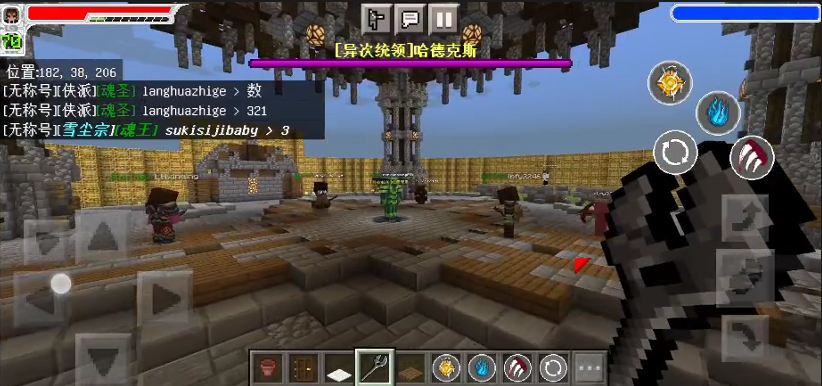 [异次统领]哈德克斯
位置:182, 38, 206
[无称号][侠派][魂圣] langhuazhige > 数
[无称号][侠派][魂圣] langhuazhige > 321
[无称号][雪尘宗][魂王] sukisijibaby > 3